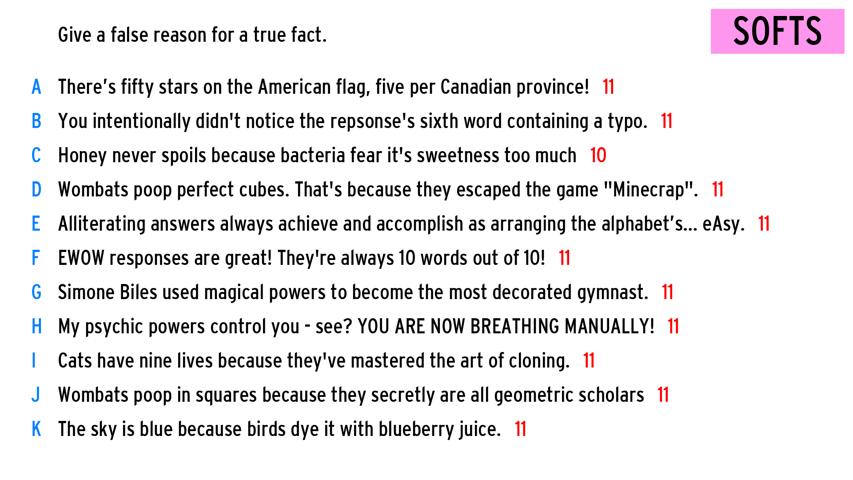 Give a false reason for a true fact.
SOFTS
A There's fifty stars on the American flag, five per Canadian province! 11
B You intentionally didn't notice the repsonse's sixth word containing a typo. 11
C Honey never spoils because bacteria fear it's sweetness too much 10
D Wombats poop perfect cubes. That's because they escaped the game "Minecrap". 11
E Alliterating answers always achieve and accomplish as arranging the alphabet's... eAsy. 11
F EWOW responses are great! They're always 10 words out of 10! 11
G Simone Biles used magical powers to become the most decorated gymnast. 11
H My psychic powers control you - see? YOU ARE NOW BREATHING MANUALLY! 11
I Cats have nine lives because they've mastered the art of cloning. 11
J Wombats poop in squares because they secretly are all geometric scholars 11
K The sky is blue because birds dye it with blueberry juice. 11